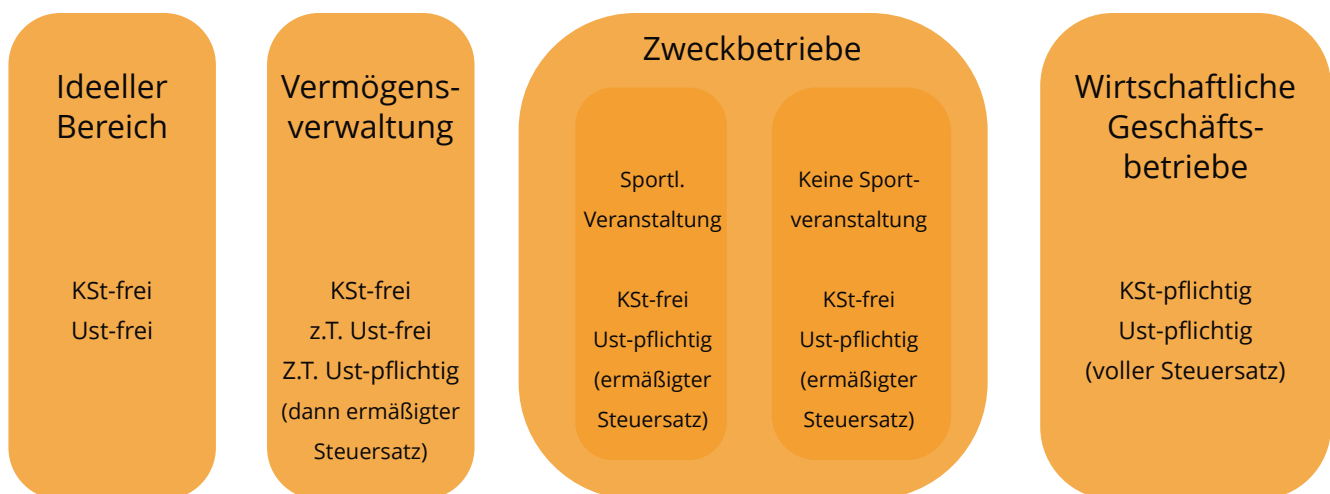 Ideeller
Bereich
KSt-frei
Ust-frei
Vermögens-
verwaltung
KSt-frei
z.T. Ust-frei
Z.T. Ust-pflichtig
(dann ermäßigter
Steuersatz)
Zweckbetriebe
Sportl.
Veranstaltung
KSt-frei
Ust-pflichtig
(ermäßigter
Steuersatz)
Keine Sport-
veranstaltung
KSt-frei
Ust-pflichtig
(ermäßigter
Steuersatz)
Wirtschaftliche
Geschäfts-
betriebe
KSt-pflichtig
Ust-pflichtig
(voller Steuersatz)